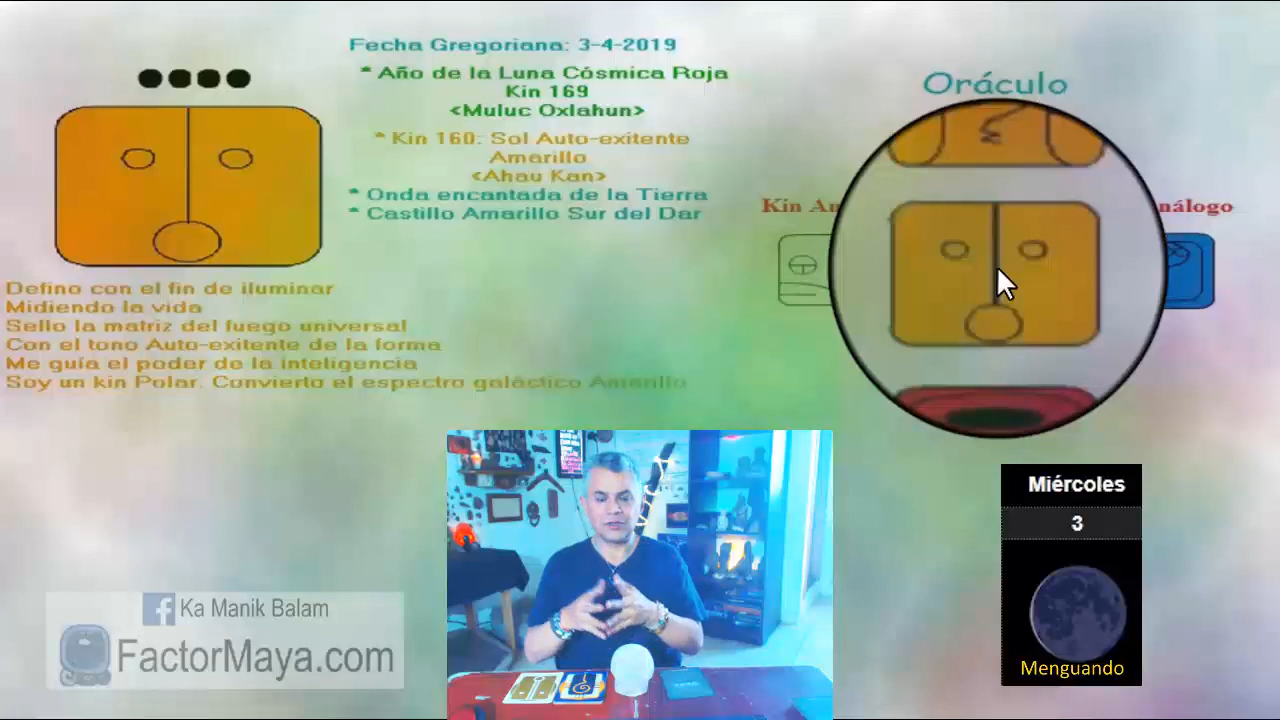 Fecha Gregoriana: 3-4-2019
* Año de la Luna Cósmica Roja
Kin 169
<Muluc Oxlahun>
* Kin 160: Sol Auto-exitente
Amarillo
<Ahau Kan>
* Onda encantada de la Tierra
* Castillo Amarillo Sur del Dar
Defino con el fin de iluminar
Midiendo la vida
Sello la matriz del fuego universal
Con el tono Auto-exitente de la forma
Me guía el poder de la inteligencia
Soy un kin Polar. Convierto el espectro galáctico Amarillo
Oráculo
Kin An
nálogo
Miércoles
3
Menguando
Ka Manik Balam
FactorMaya.com